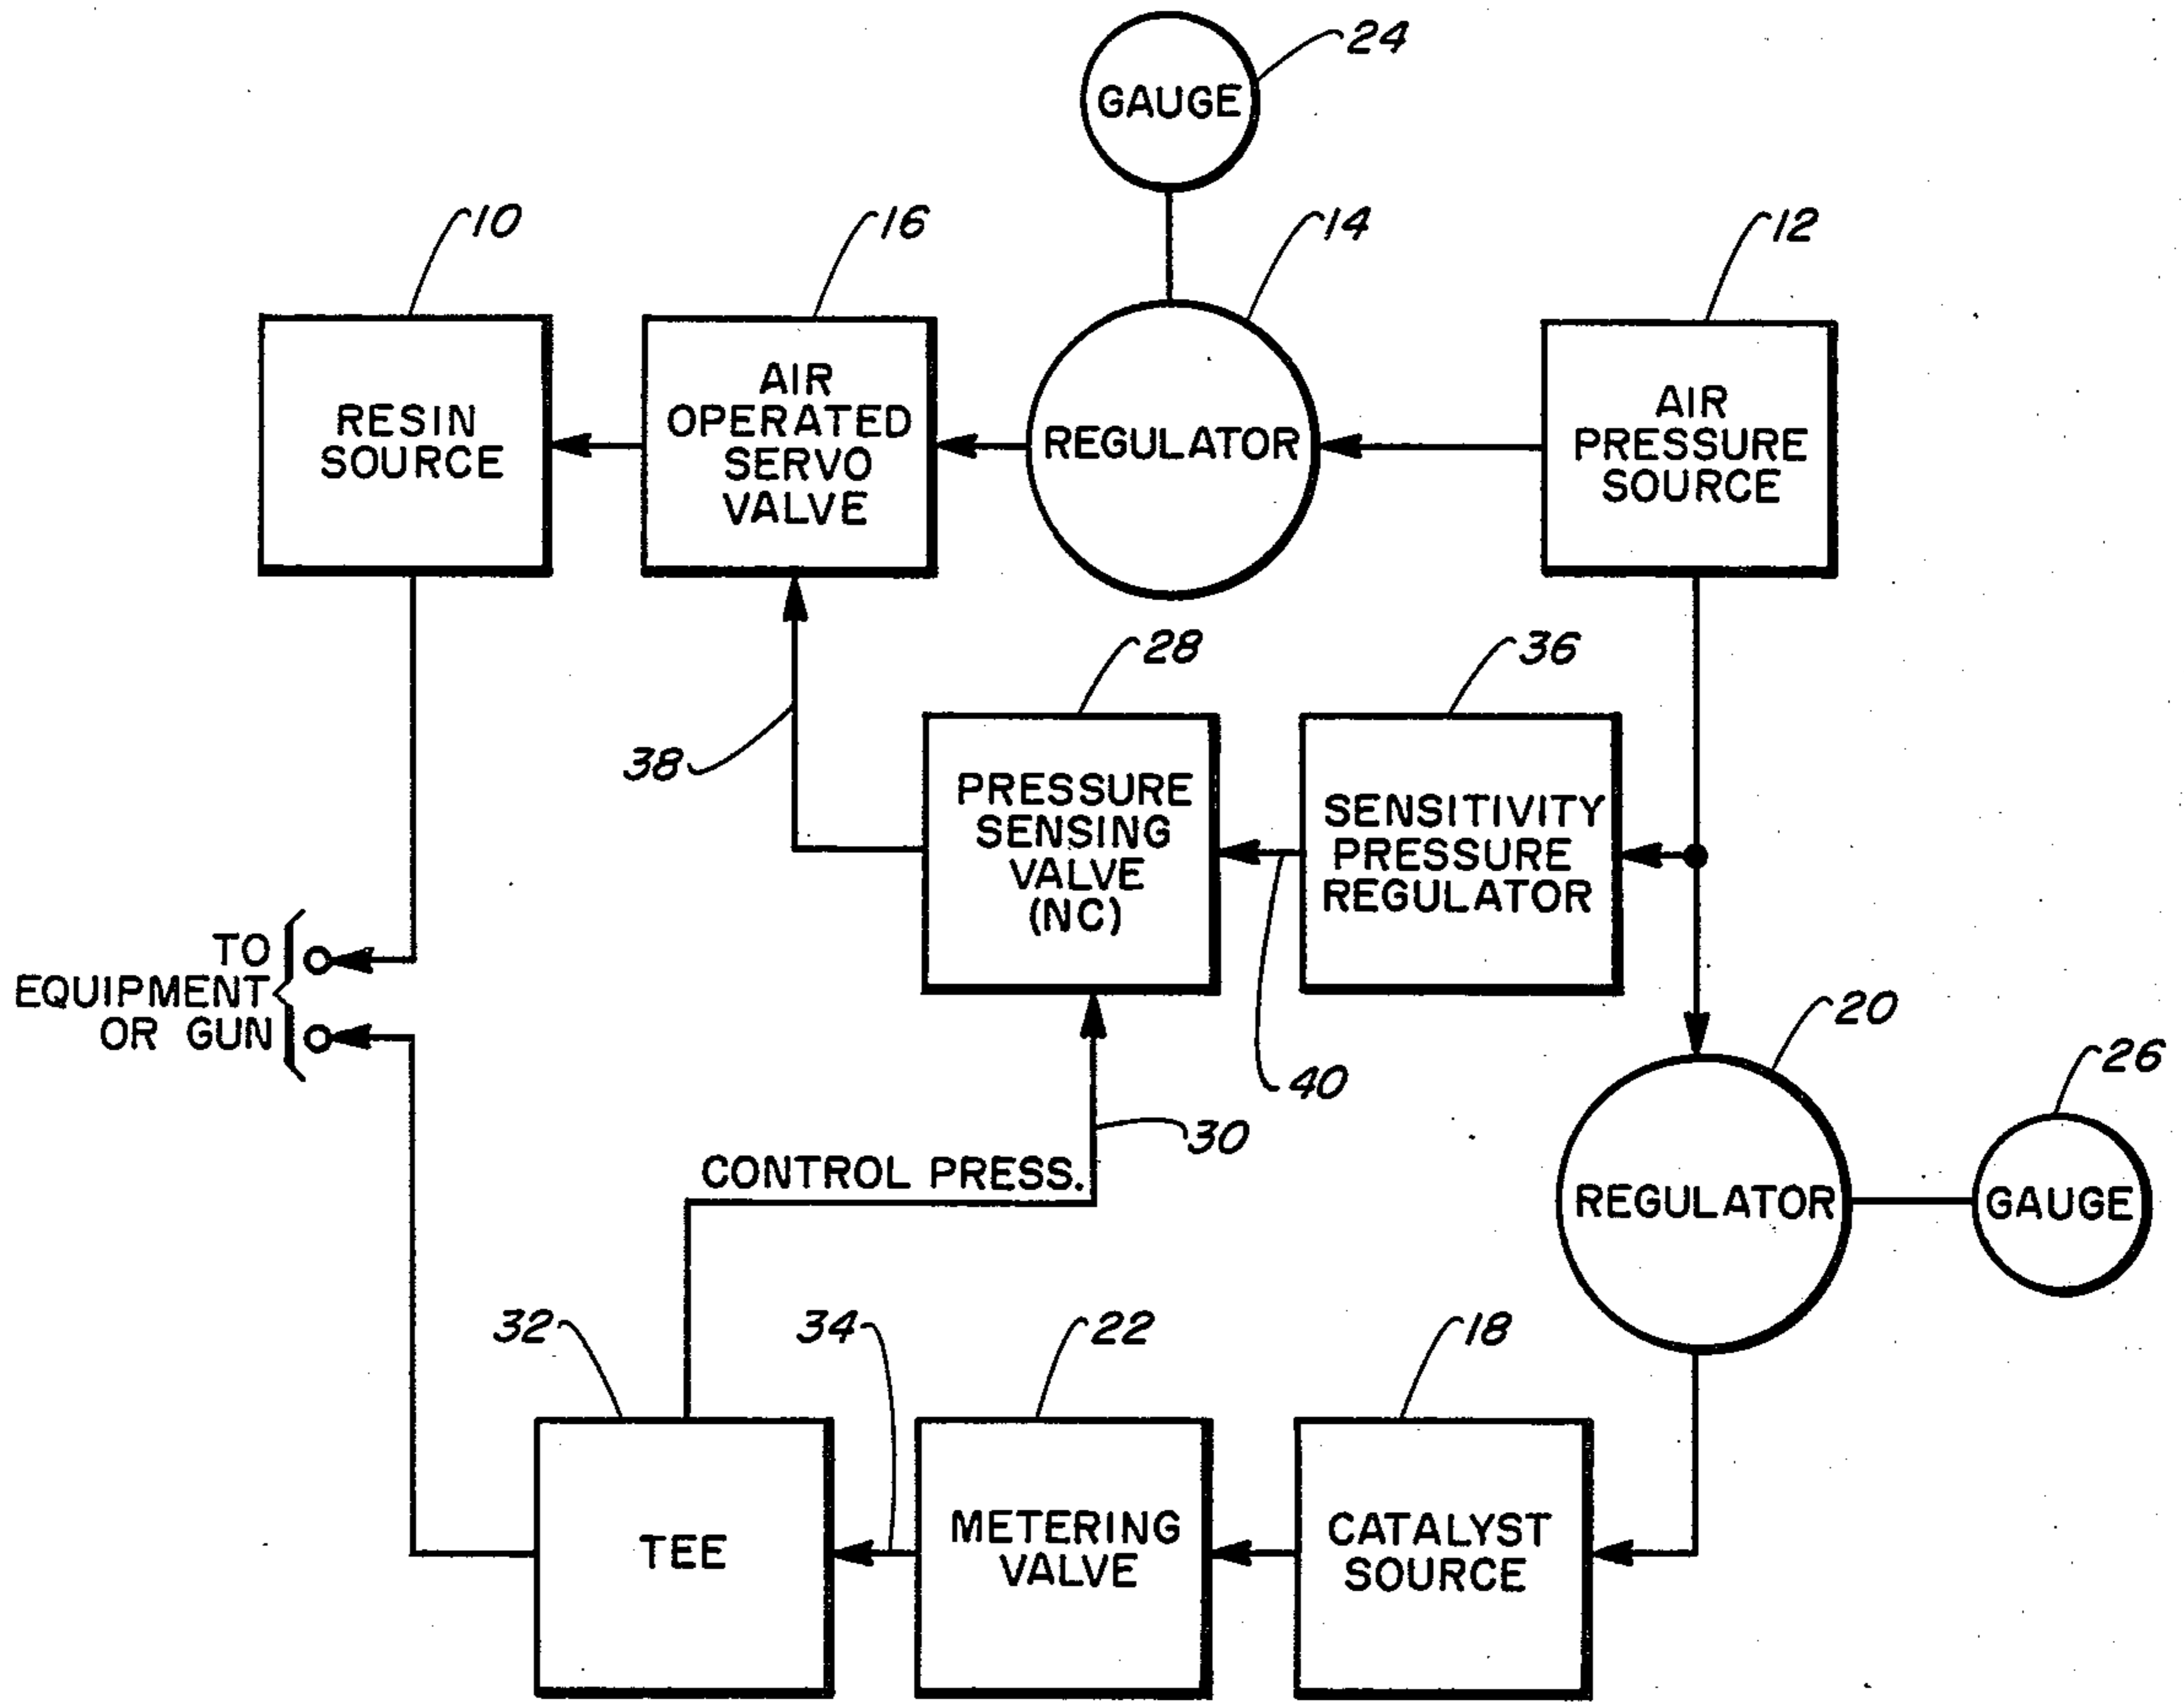 24
GAUGE
10
16
14
12
RESIN
SOURCE
AIR
OPERATED
SERVO
VALVE
REGULATOR
AIR
PRESSURE
SOURCE
28
36
38
PRESSURE
SENSING
VALVE
(NC)
SENSITIVITY
PRESSURE
REGULATOR
TO
EQUIPMENT
OR GUN
40
30
20
26
CONTROL PRESS.
REGULATOR
GAUGE
32
34
22
18
TEE
METERING
VALVE
CATALYST
SOURCE